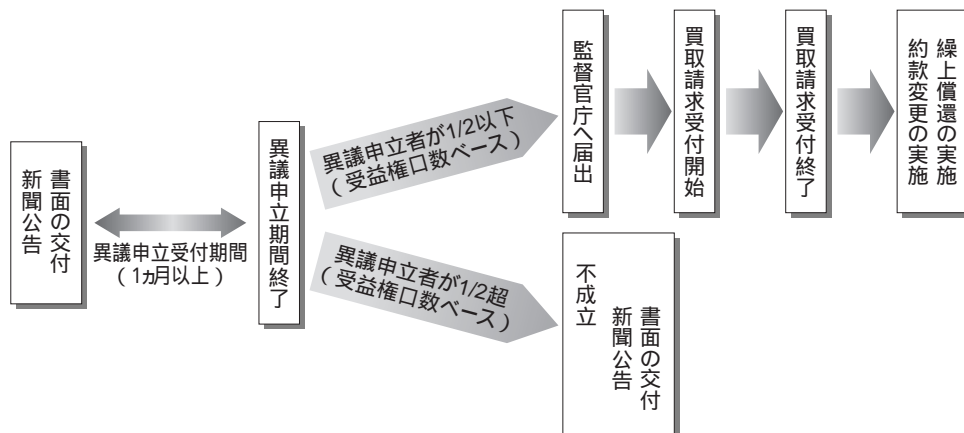 書面の交付
新聞公告
異議申立受付期間
（1ヵ月以上）
異議申立期間終了
異議申立者が1/2以下
（受益権口数ベース）
監督官庁へ届出
買取請求受付開始
買取請求受付終了
繰上償還の実施
約款変更の実施
異議申立者が1/2超
（受益権口数ベース）
不成立
書面の交付
新聞公告